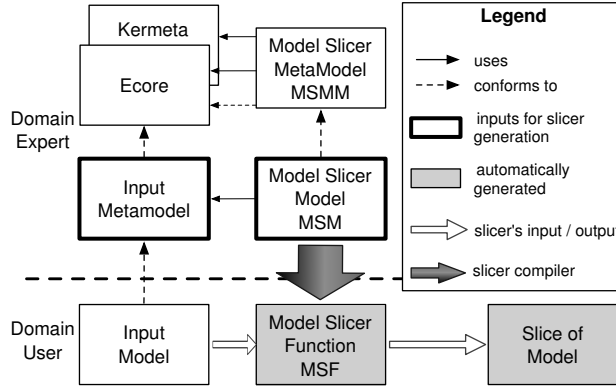 Kermeta
Ecore
Model Slicer
MetaModel
MSMM
Domain
Expert
Input
Metamodel
Model Slicer
Model
MSM
Domain
User
Input
Model
Model Slicer
Function
MSF
Slice of
Model
Legend
uses
conforms to
inputs for slicer
generation
automatically
generated
slicer's input / output
slicer compiler